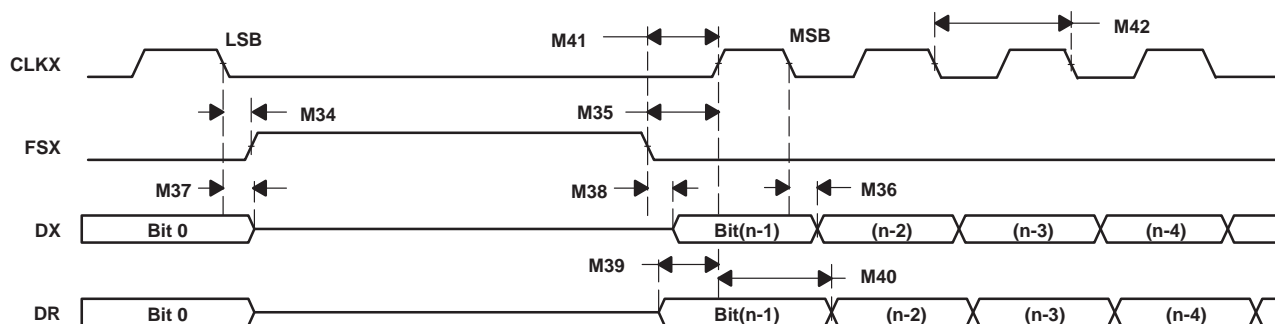 LSB
M41
MSB
M42
CLKX
M34
M35
FSX
M37
M38
M36
DX
Bit 0
Bit(n-1)
(n-2)
(n-3)
(n-4)
M39
M40
DR
Bit 0
Bit(n-1)
(n-2)
(n-3)
(n-4)